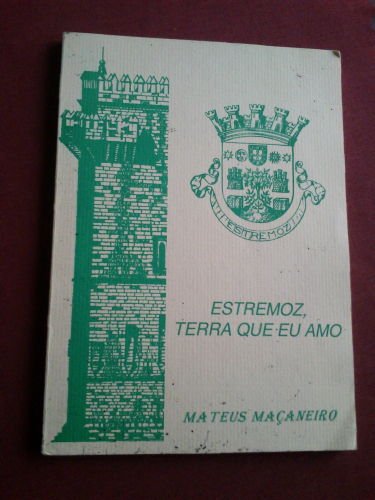 ESTREMOZ
ESTREMOZ,
TERRA QUE EU AMO
MATEUS MAÇANEIRO